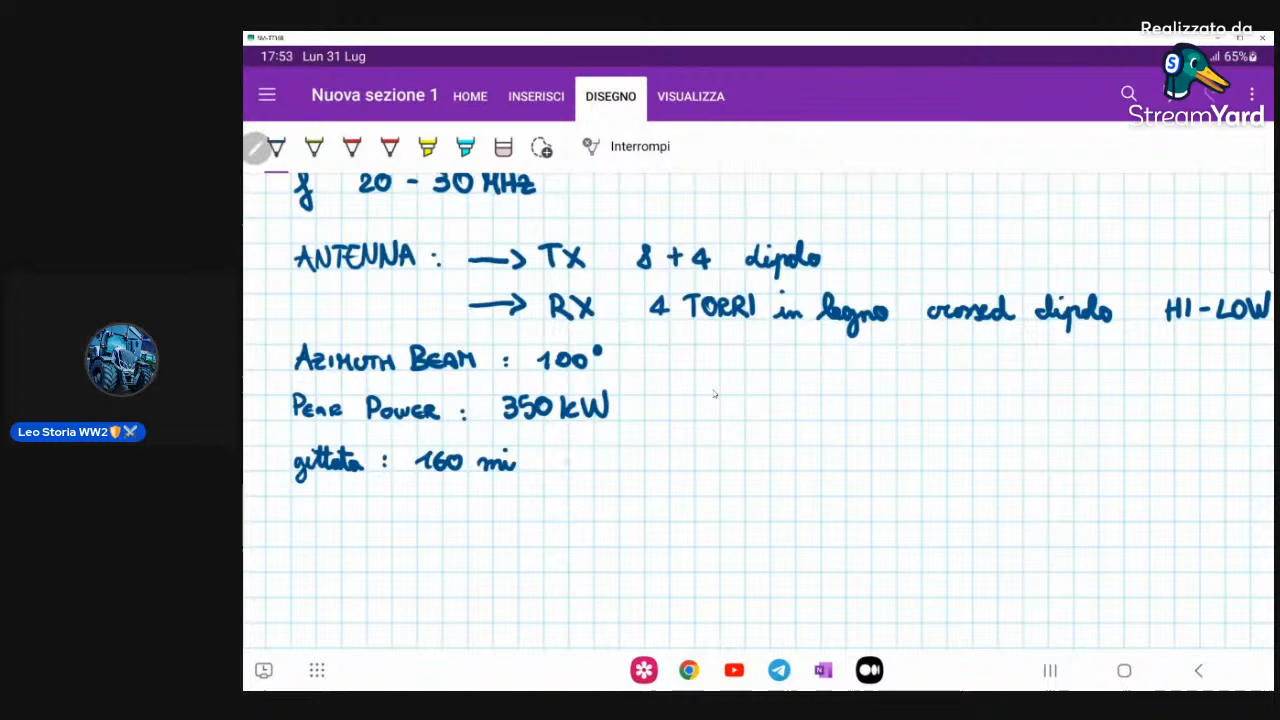 Realizzato da
StreamYard
17:53 Lun 31 Lug
65%
Nuova sezione 1 HOME INSERISCI DISEGNO VISUALIZZA
Interrompi
f 20 - 30 MHz
ANTENNA : → TX 8 + 4 dipolo
→ RX 4 TORRI in legno crossed dipolo HI - LOW
AZIMUTH BEAM : 100°
PEAK POWER : 350 kW
gittata : 160 mi
Leo Storia WW2🛡️⚔️